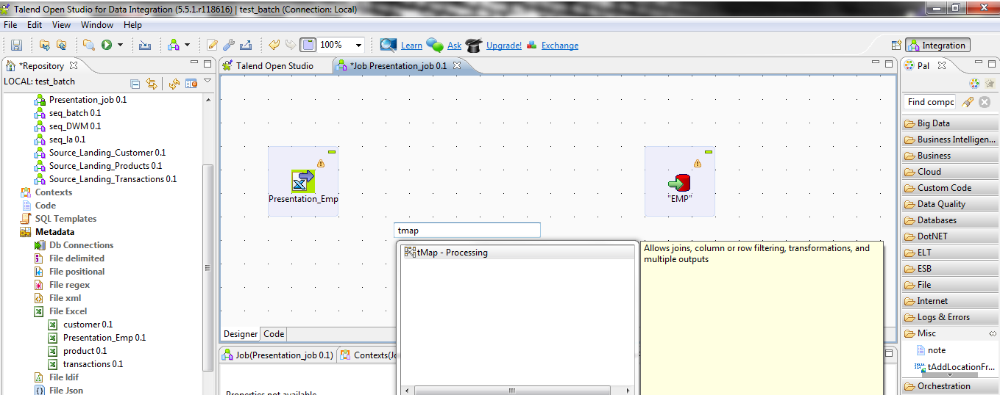 Talend Open Studio for Data Integration (5.5.1.r118616) | test_batch (Connection: Local)
File Edit View Window Help
100% Learn Ask Upgrade! Exchange Integration
*Repository
LOCAL: test_batch
Presentation_job 0.1
seq_batch 0.1
seq_DWM 0.1
seq_la 0.1
Source_Landing_Customer 0.1
Source_Landing_Products 0.1
Source_Landing_Transactions 0.1
Contexts
Code
SQL Templates
Metadata
Db Connections
File delimited
File positional
File regex
File xml
File Excel
customer 0.1
Presentation_Emp 0.1
product 0.1
transactions 0.1
File ldif
File Json
Talend Open Studio *Job Presentation_job 0.1
Presentation_Emp
"EMP"
tmap
tMap - Processing
Allows joins, column or row filtering, transformations, and
multiple outputs
Designer Code
Job(Presentation_job 0.1) Contexts(Jo
Properties not available
Pal
Find compc
Big Data
Business Intelligen...
Business
Cloud
Custom Code
Data Quality
Databases
DotNET
ELT
ESB
File
Internet
Logs & Errors
Misc
note
tAddLocationFr...
Orchestration